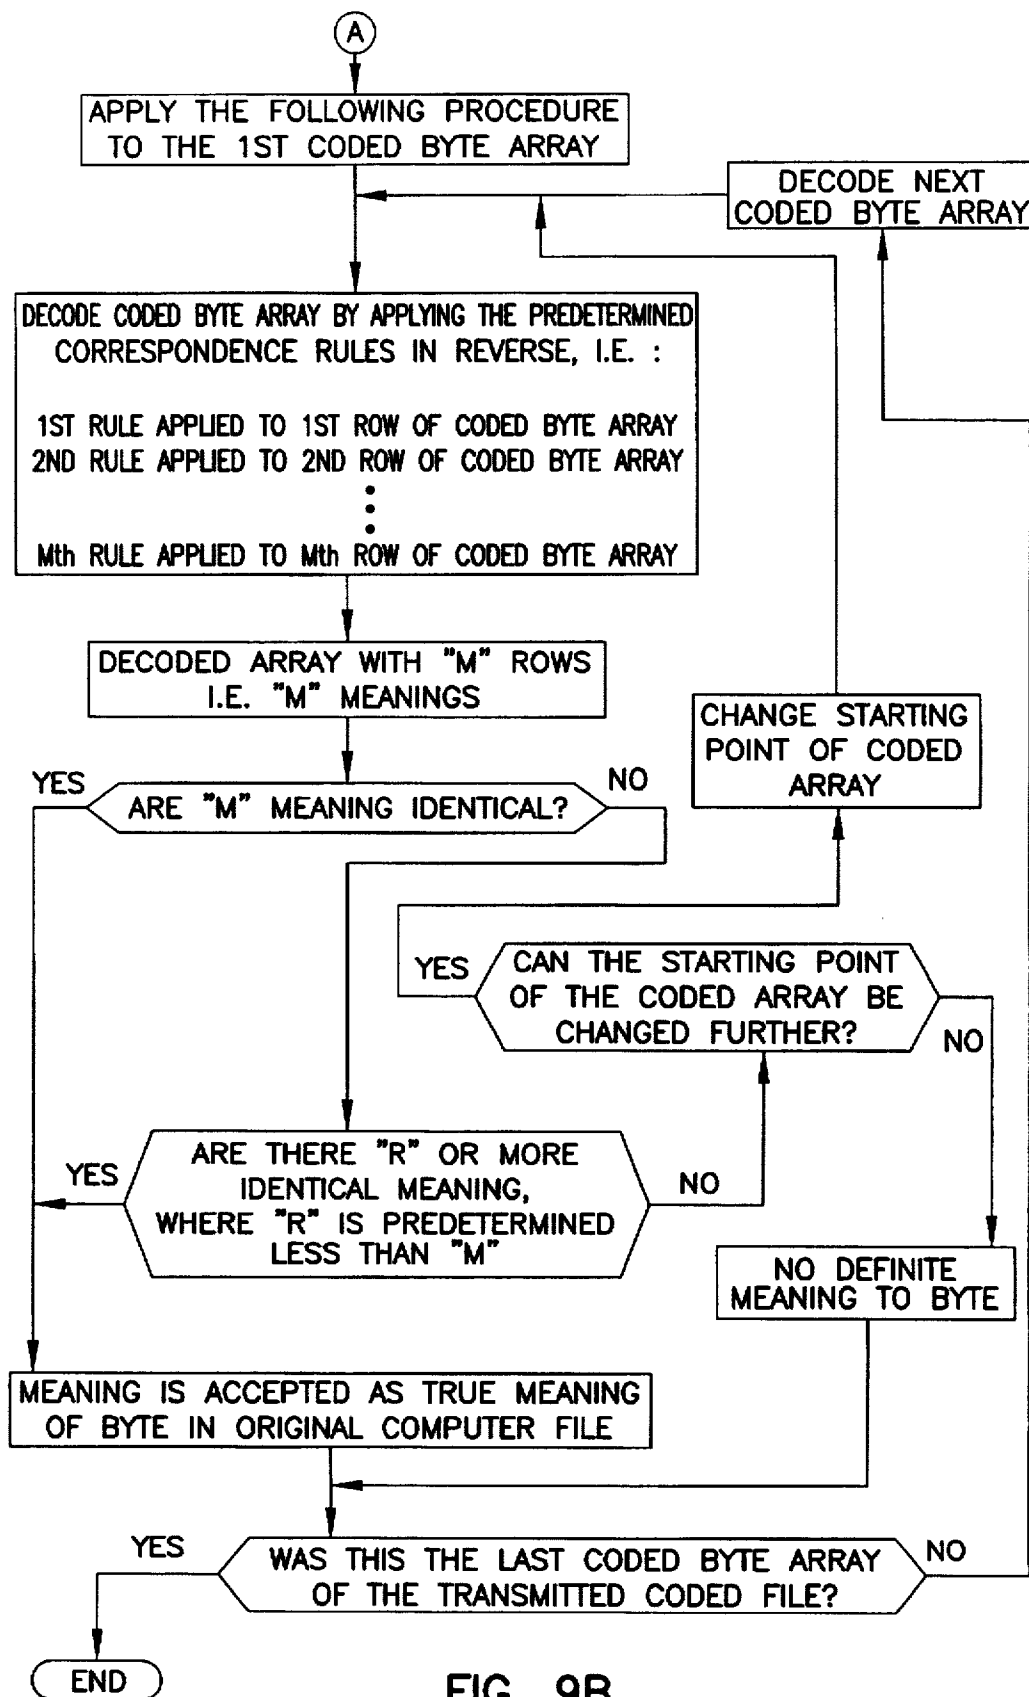 A
APPLY THE FOLLOWING PROCEDURE
TO THE 1ST CODED BYTE ARRAY
DECODE NEXT
CODED BYTE ARRAY
DECODE CODED BYTE ARRAY BY APPLYING THE PREDETERMINED
CORRESPONDENCE RULES IN REVERSE, I.E. :
1ST RULE APPLIED TO 1ST ROW OF CODED BYTE ARRAY
2ND RULE APPLIED TO 2ND ROW OF CODED BYTE ARRAY
Mth RULE APPLIED TO Mth ROW OF CODED BYTE ARRAY
DECODED ARRAY WITH "M" ROWS
I.E. "M" MEANINGS
CHANGE STARTING
POINT OF CODED
ARRAY
YES
ARE "M" MEANING IDENTICAL?
NO
YES
CAN THE STARTING POINT
OF THE CODED ARRAY BE
CHANGED FURTHER?
NO
YES
ARE THERE "R" OR MORE
IDENTICAL MEANING,
WHERE "R" IS PREDETERMINED
LESS THAN "M"
NO
NO DEFINITE
MEANING TO BYTE
MEANING IS ACCEPTED AS TRUE MEANING
OF BYTE IN ORIGINAL COMPUTER FILE
YES
WAS THIS THE LAST CODED BYTE ARRAY
OF THE TRANSMITTED CODED FILE?
NO
END
FIG. 9B